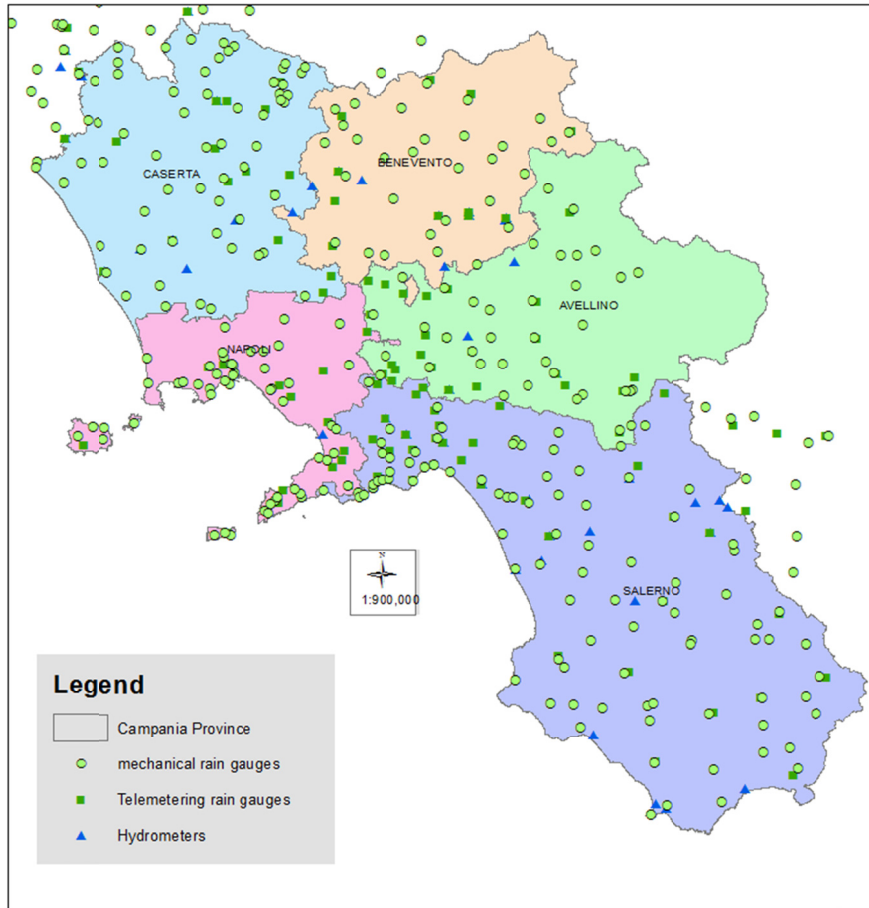 BENEVENTO
CASERTA
AVELLINO
NAPOLI
N
1:900,000
SALERNO
Legend
Campania Province
mechanical rain gauges
Telemetering rain gauges
Hydrometers